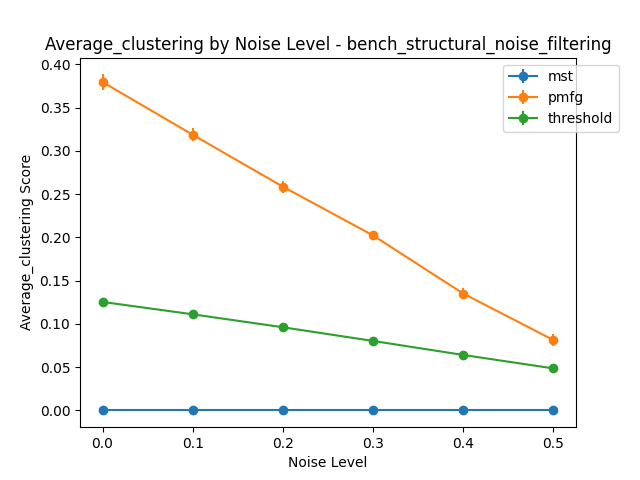 Average_clustering by Noise Level - bench_structural_noise_filtering
mst
pmfg
threshold
Average_clustering Score
0.40
0.35
0.30
0.25
0.20
0.15
0.10
0.05
0.00
0.0 0.1 0.2 0.3 0.4 0.5
Noise Level